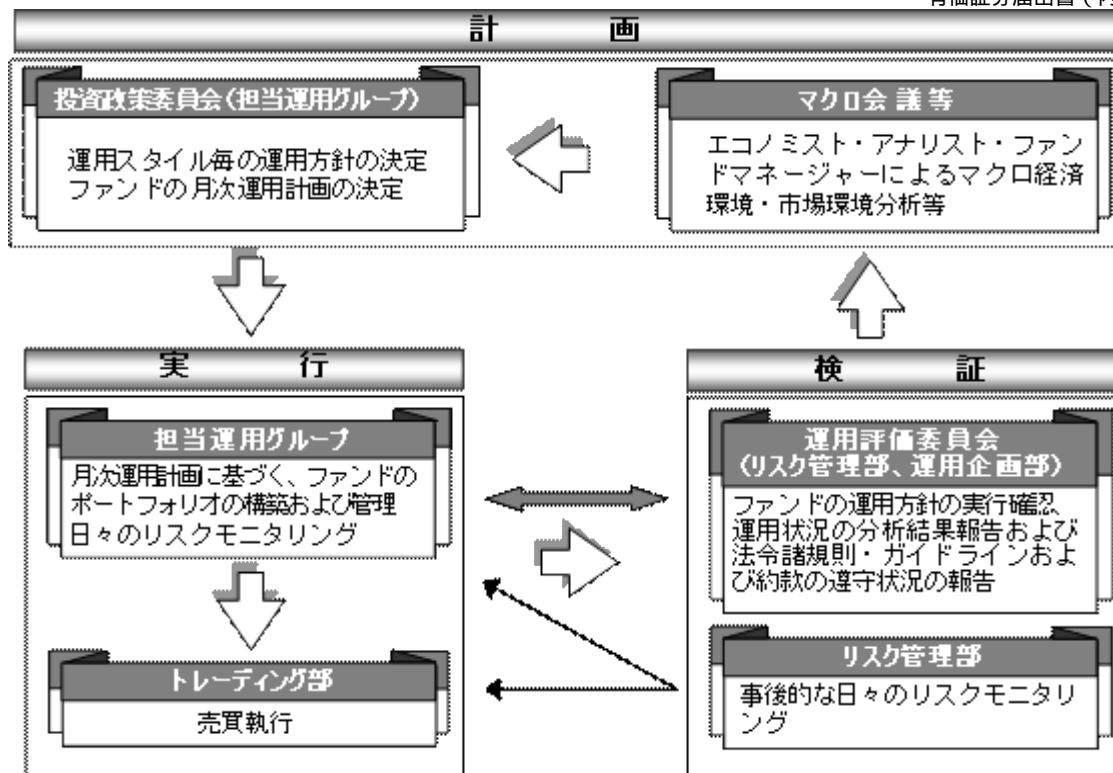 有価証券届出書（内
計 画
投資政策委員会（担当運用グループ）
運用スタイル毎の運用方針の決定
ファンドの月次運用計画の決定
マクロ会議等
エコノミスト・アナリスト・ファン
ドマネージャーによるマクロ経済
環境・市場環境分析等
実 行
担当運用グループ
月次運用計画に基づく、ファンドの
ポートフォリオの構築および管理
日々のリスクモニタリング
トレーディング部
売買執行
検 証
運用評価委員会
（リスク管理部、運用企画部）
ファンドの運用方針の実行確認
運用状況の分析結果報告および
法令諸規則・ガイドラインおよ
び約款の遵守状況の報告
リスク管理部
事後的な日々のリスクモニタリ
ング